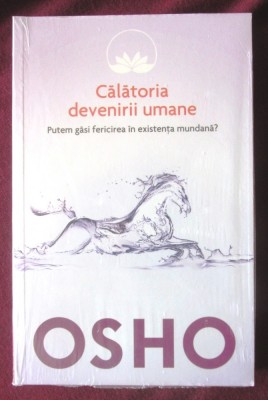 Călătoria
devenirii umane
Putem găsi fericirea în existența mundană?
OSHO